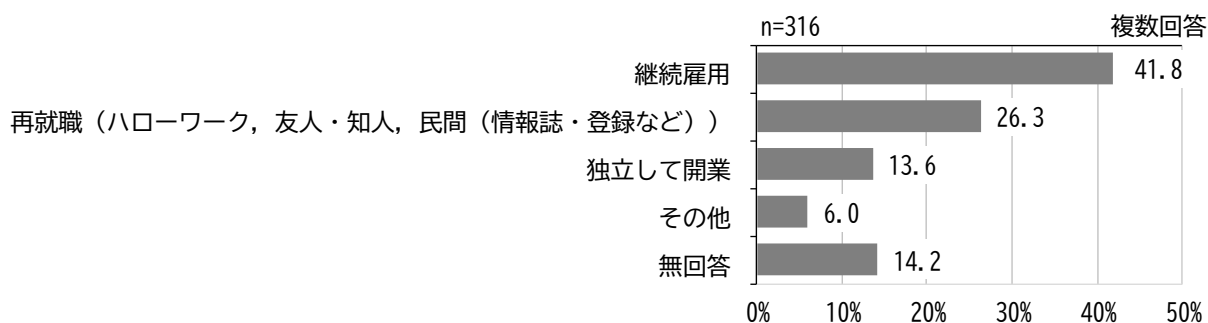 n=316 複数回答
継続雇用 41.8
再就職（ハローワーク，友人・知人，民間（情報誌・登録など）） 26.3
独立して開業 13.6
その他 6.0
無回答 14.2
0% 10% 20% 30% 40% 50%